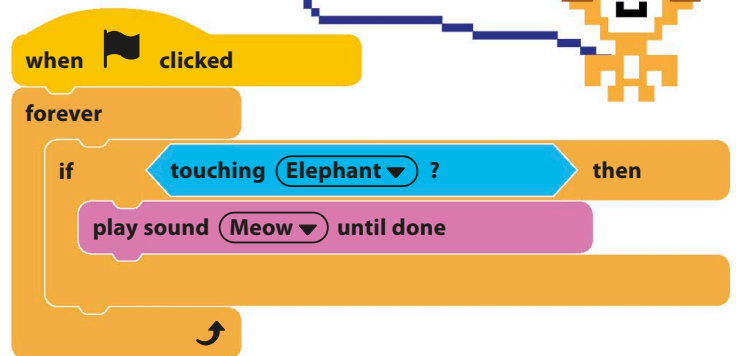 when clicked
forever
if touching Elephant ? then
play sound Meow until done